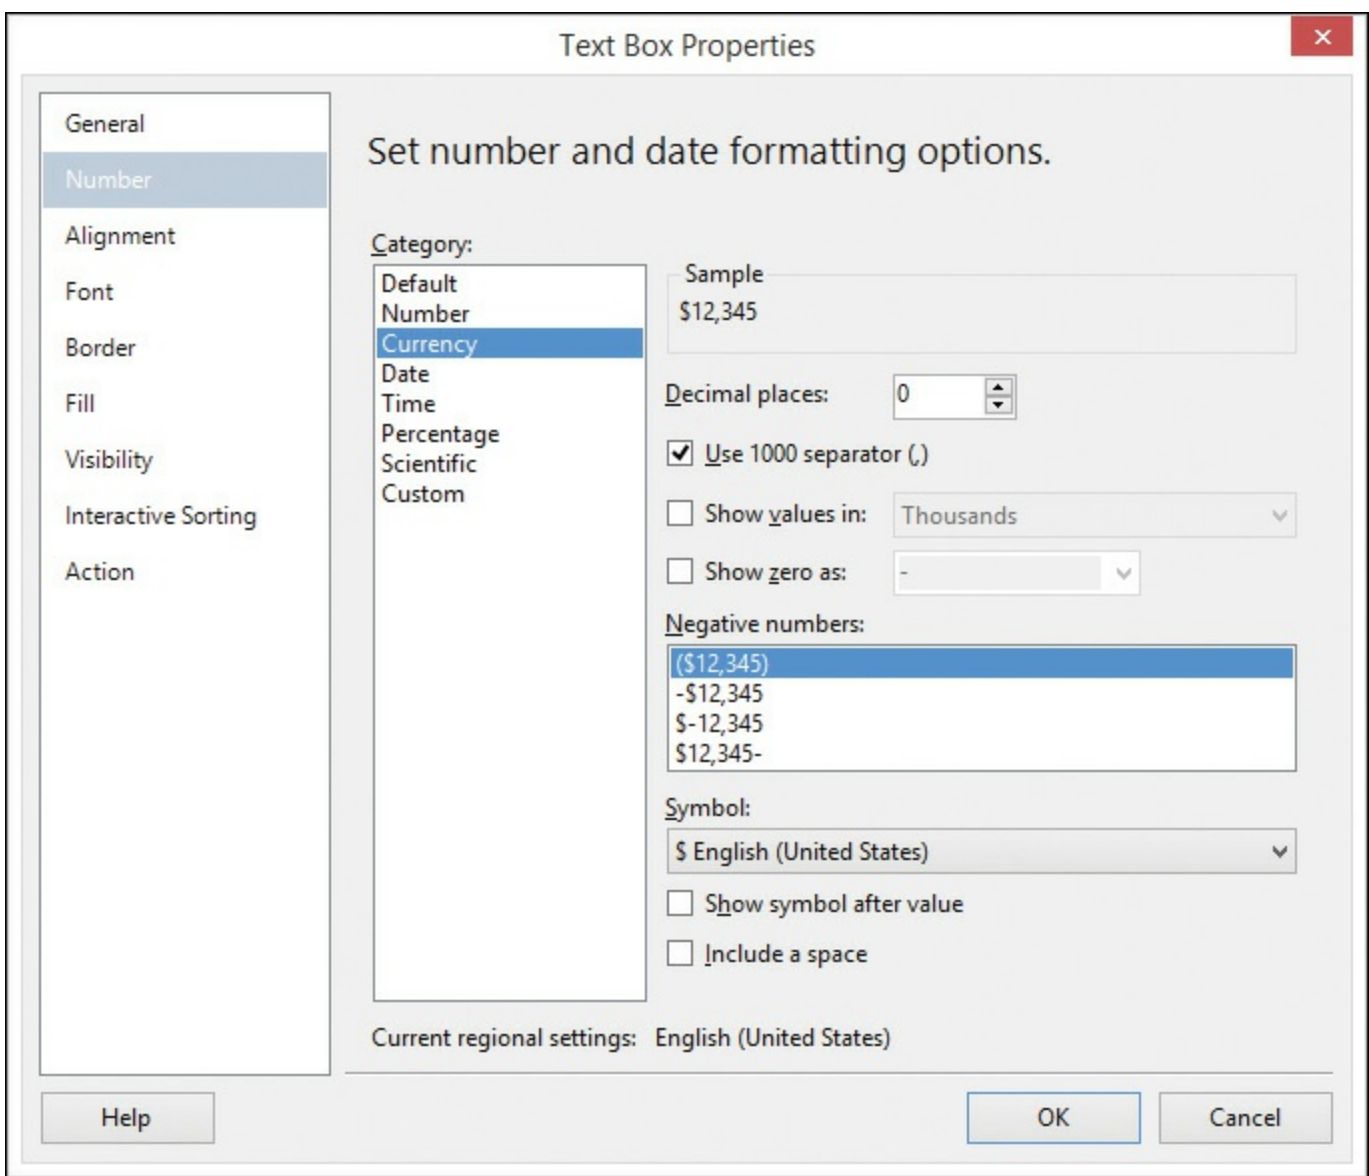 Text Box Properties
General
Number
Alignment
Font
Border
Fill
Visibility
Interactive Sorting
Action
Set number and date formatting options.
Category:
Default
Number
Currency
Date
Time
Percentage
Scientific
Custom
Sample
$12,345
Decimal places: 0
Use 1000 separator (,)
Show values in: Thousands
Show zero as: -
Negative numbers:
($12,345)
-$12,345
$-12,345
$12,345-
Symbol:
$ English (United States)
Show symbol after value
Include a space
Current regional settings: English (United States)
Help
OK
Cancel